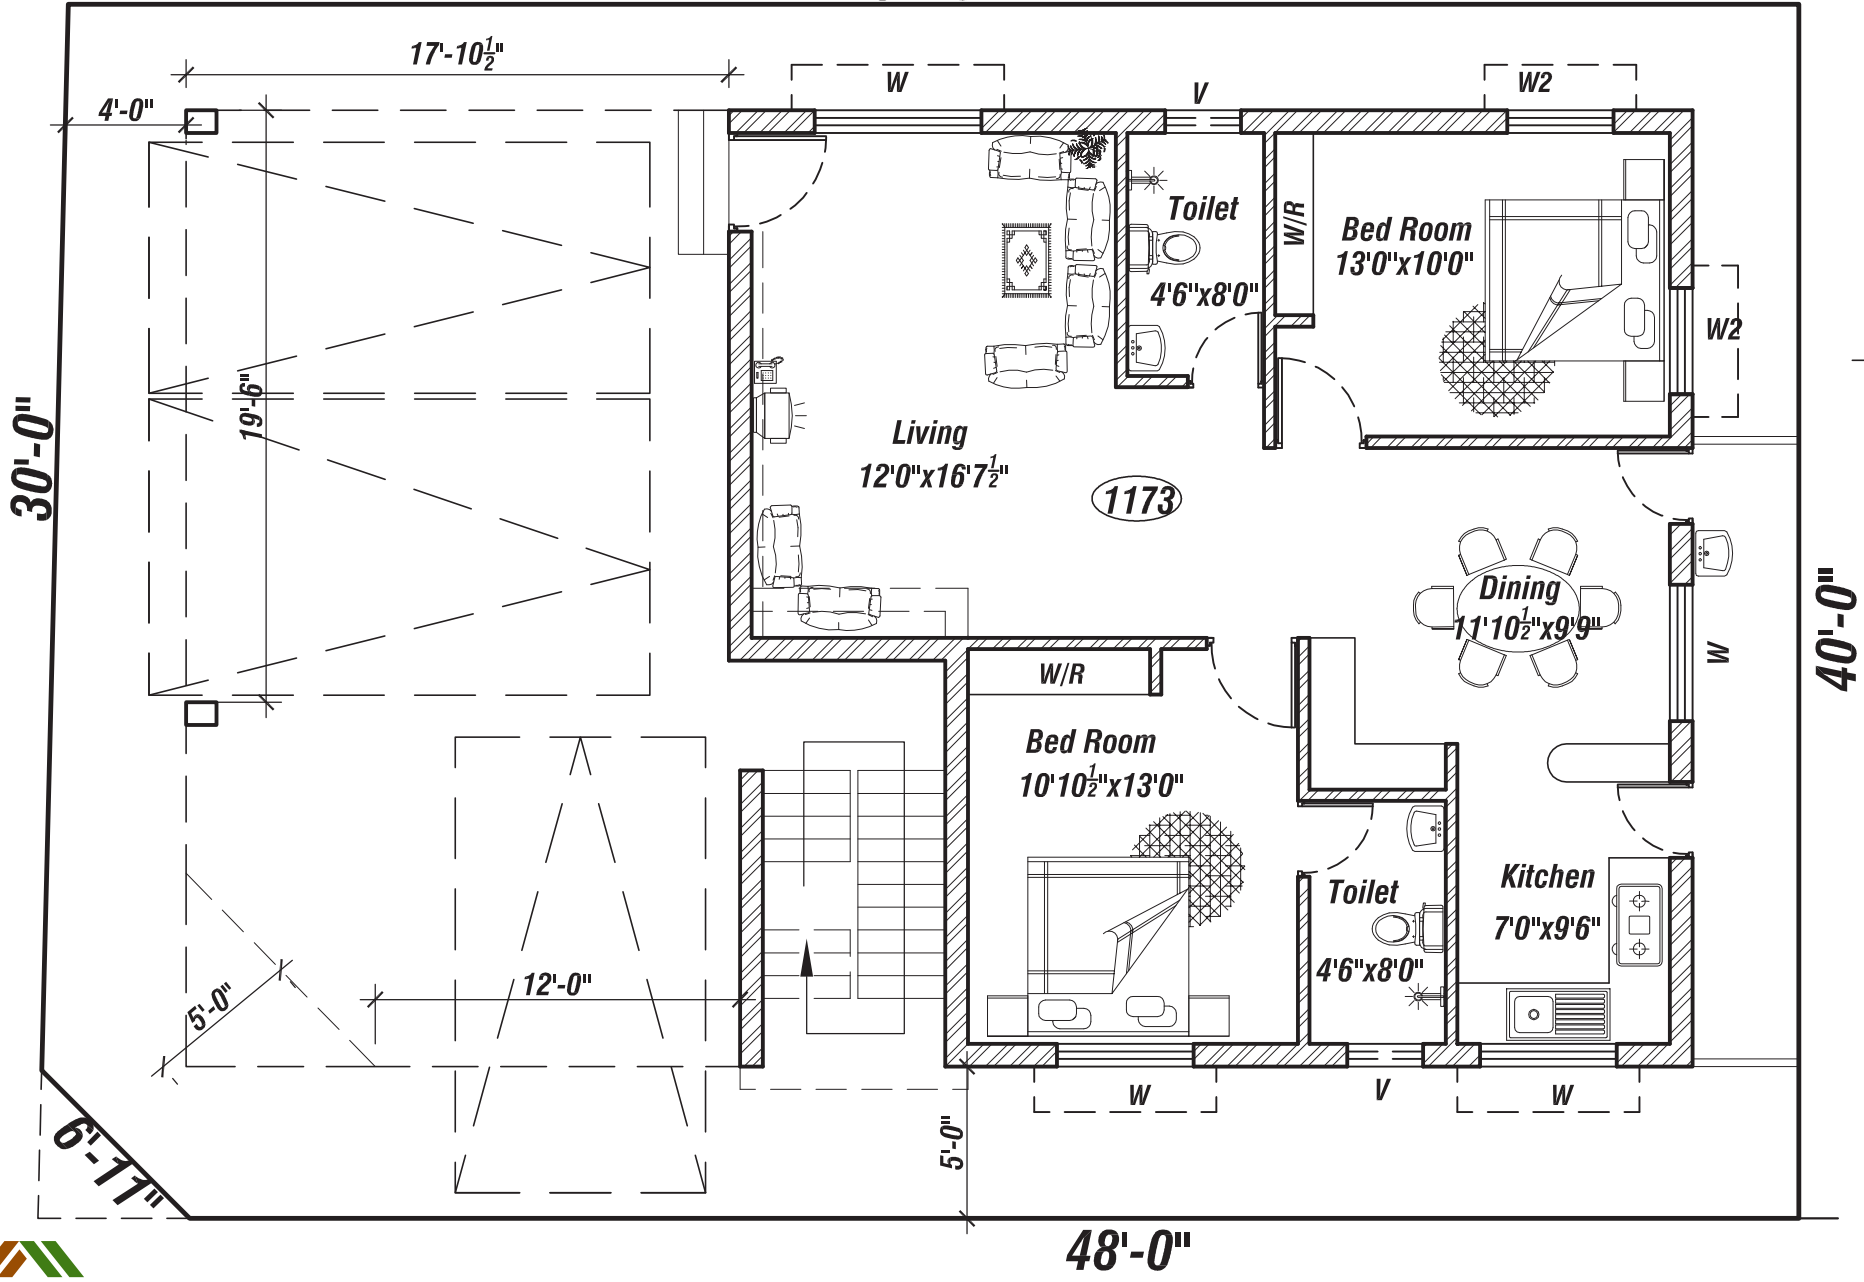 17'-10½"
W
V
W2
4'-0"
Toilet
4'6"x8'0"
W/R
Bed Room
13'0"x10'0"
W2
19'-6"
30'-0"
Living
12'0"x16'7½"
1173
Dining
11'10½"x9'9"
W
40'-0"
W/R
Bed Room
10'10½"x13'0"
Toilet
4'6"x8'0"
Kitchen
7'0"x9'6"
12'-0"
5'-0"
6'-11"
W
V
W
5'-0"
48'-0"